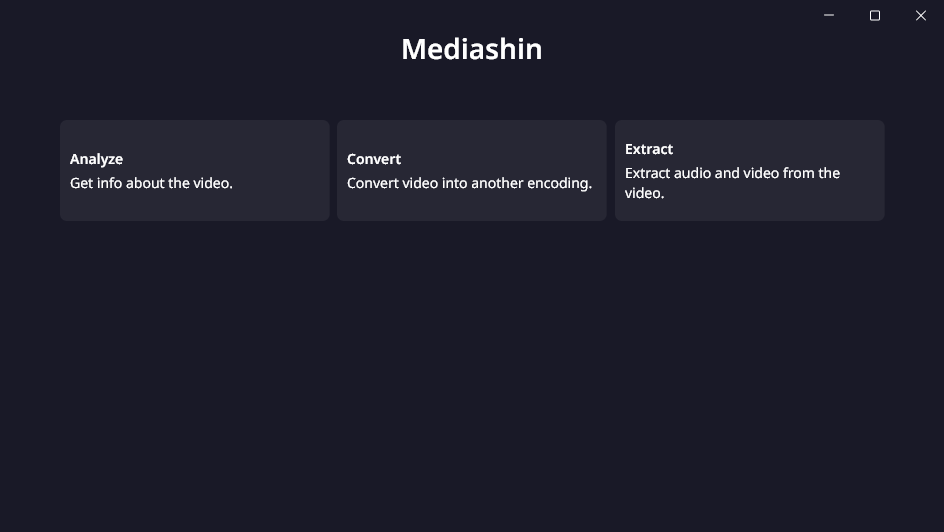 Mediashin
Analyze
Get info about the video.
Convert
Convert video into another encoding.
Extract
Extract audio and video from the
video.